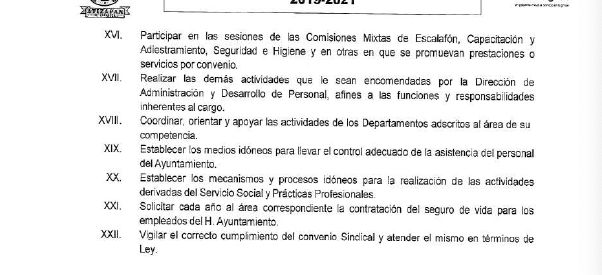 ATIZAPÁN
2019-2021
XVI. Participar en las sesiones de las Comisiones Mixtas de Escalafón, Capacitación y
Adiestramiento, Seguridad e Higiene y en otras en que se promuevan prestaciones o
servicios por convenio.
XVII. Realizar las demás actividades que le sean encomendadas por la Dirección de
Administración y Desarrollo de Personal, afines a las funciones y responsabilidades
inherentes al cargo.
XVIII. Coordinar, orientar y apoyar las actividades de los Departamentos adscritos al área de su
competencia.
XIX. Establecer los medios idóneos para llevar el control adecuado de la asistencia del personal
del Ayuntamiento.
XX. Establecer los mecanismos y procesos idóneos para la realización de las actividades
derivadas del Servicio Social y Prácticas Profesionales.
XXI. Solicitar cada año al área correspondiente la contratación del seguro de vida para los
empleados del H. Ayuntamiento.
XXII. Vigilar el correcto cumplimiento del convenio Sindical y atender el mismo en términos de
Ley.